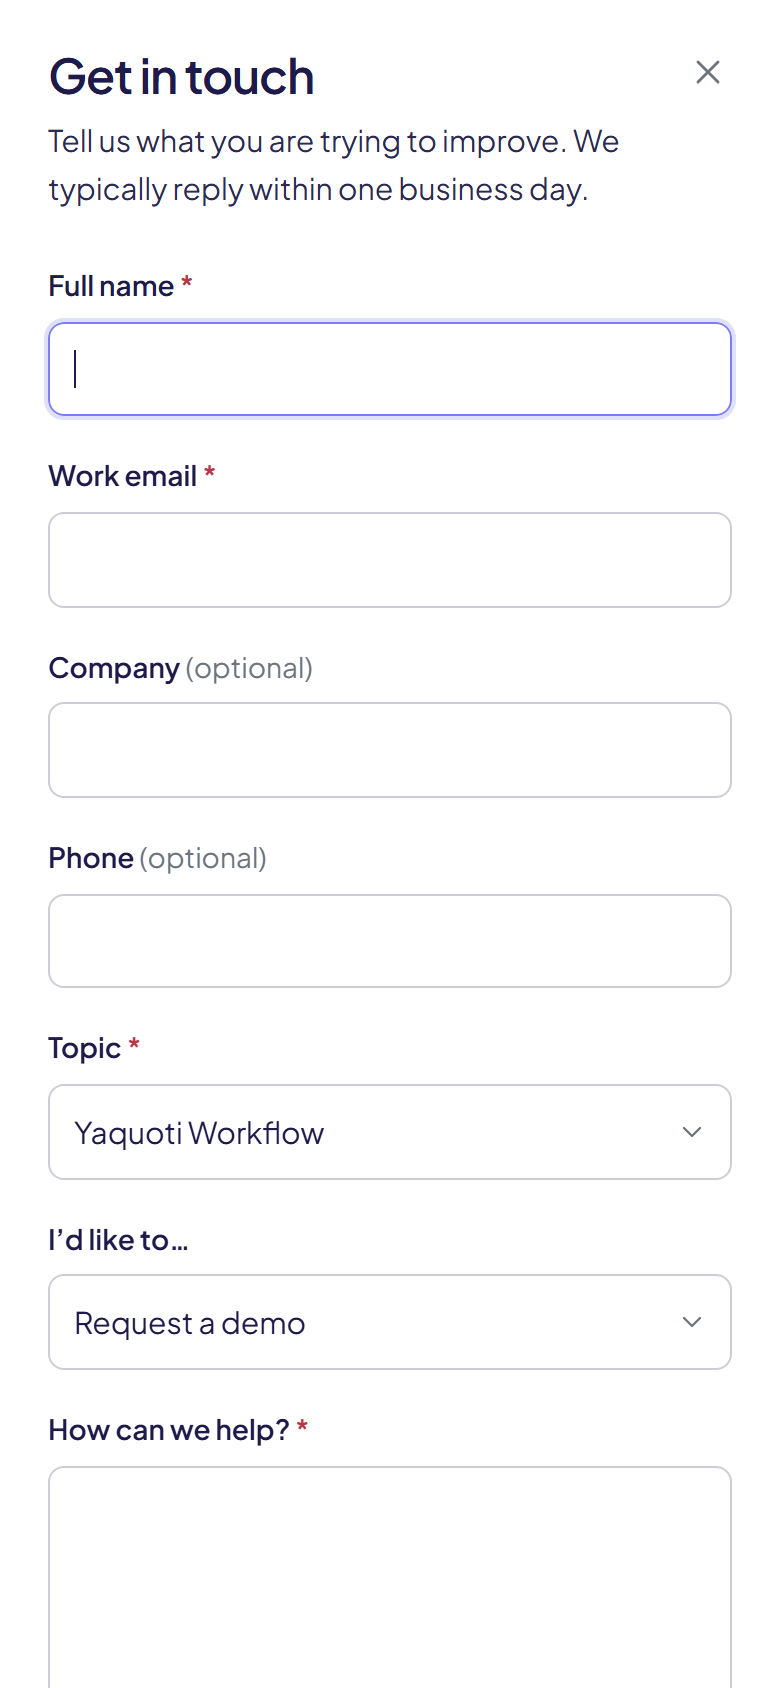 Get in touch
Tell us what you are trying to improve. We
typically reply within one business day.
Full name *
Work email *
Company (optional)
Phone (optional)
Topic *
Yaquoti Workflow
I’d like to…
Request a demo
How can we help? *